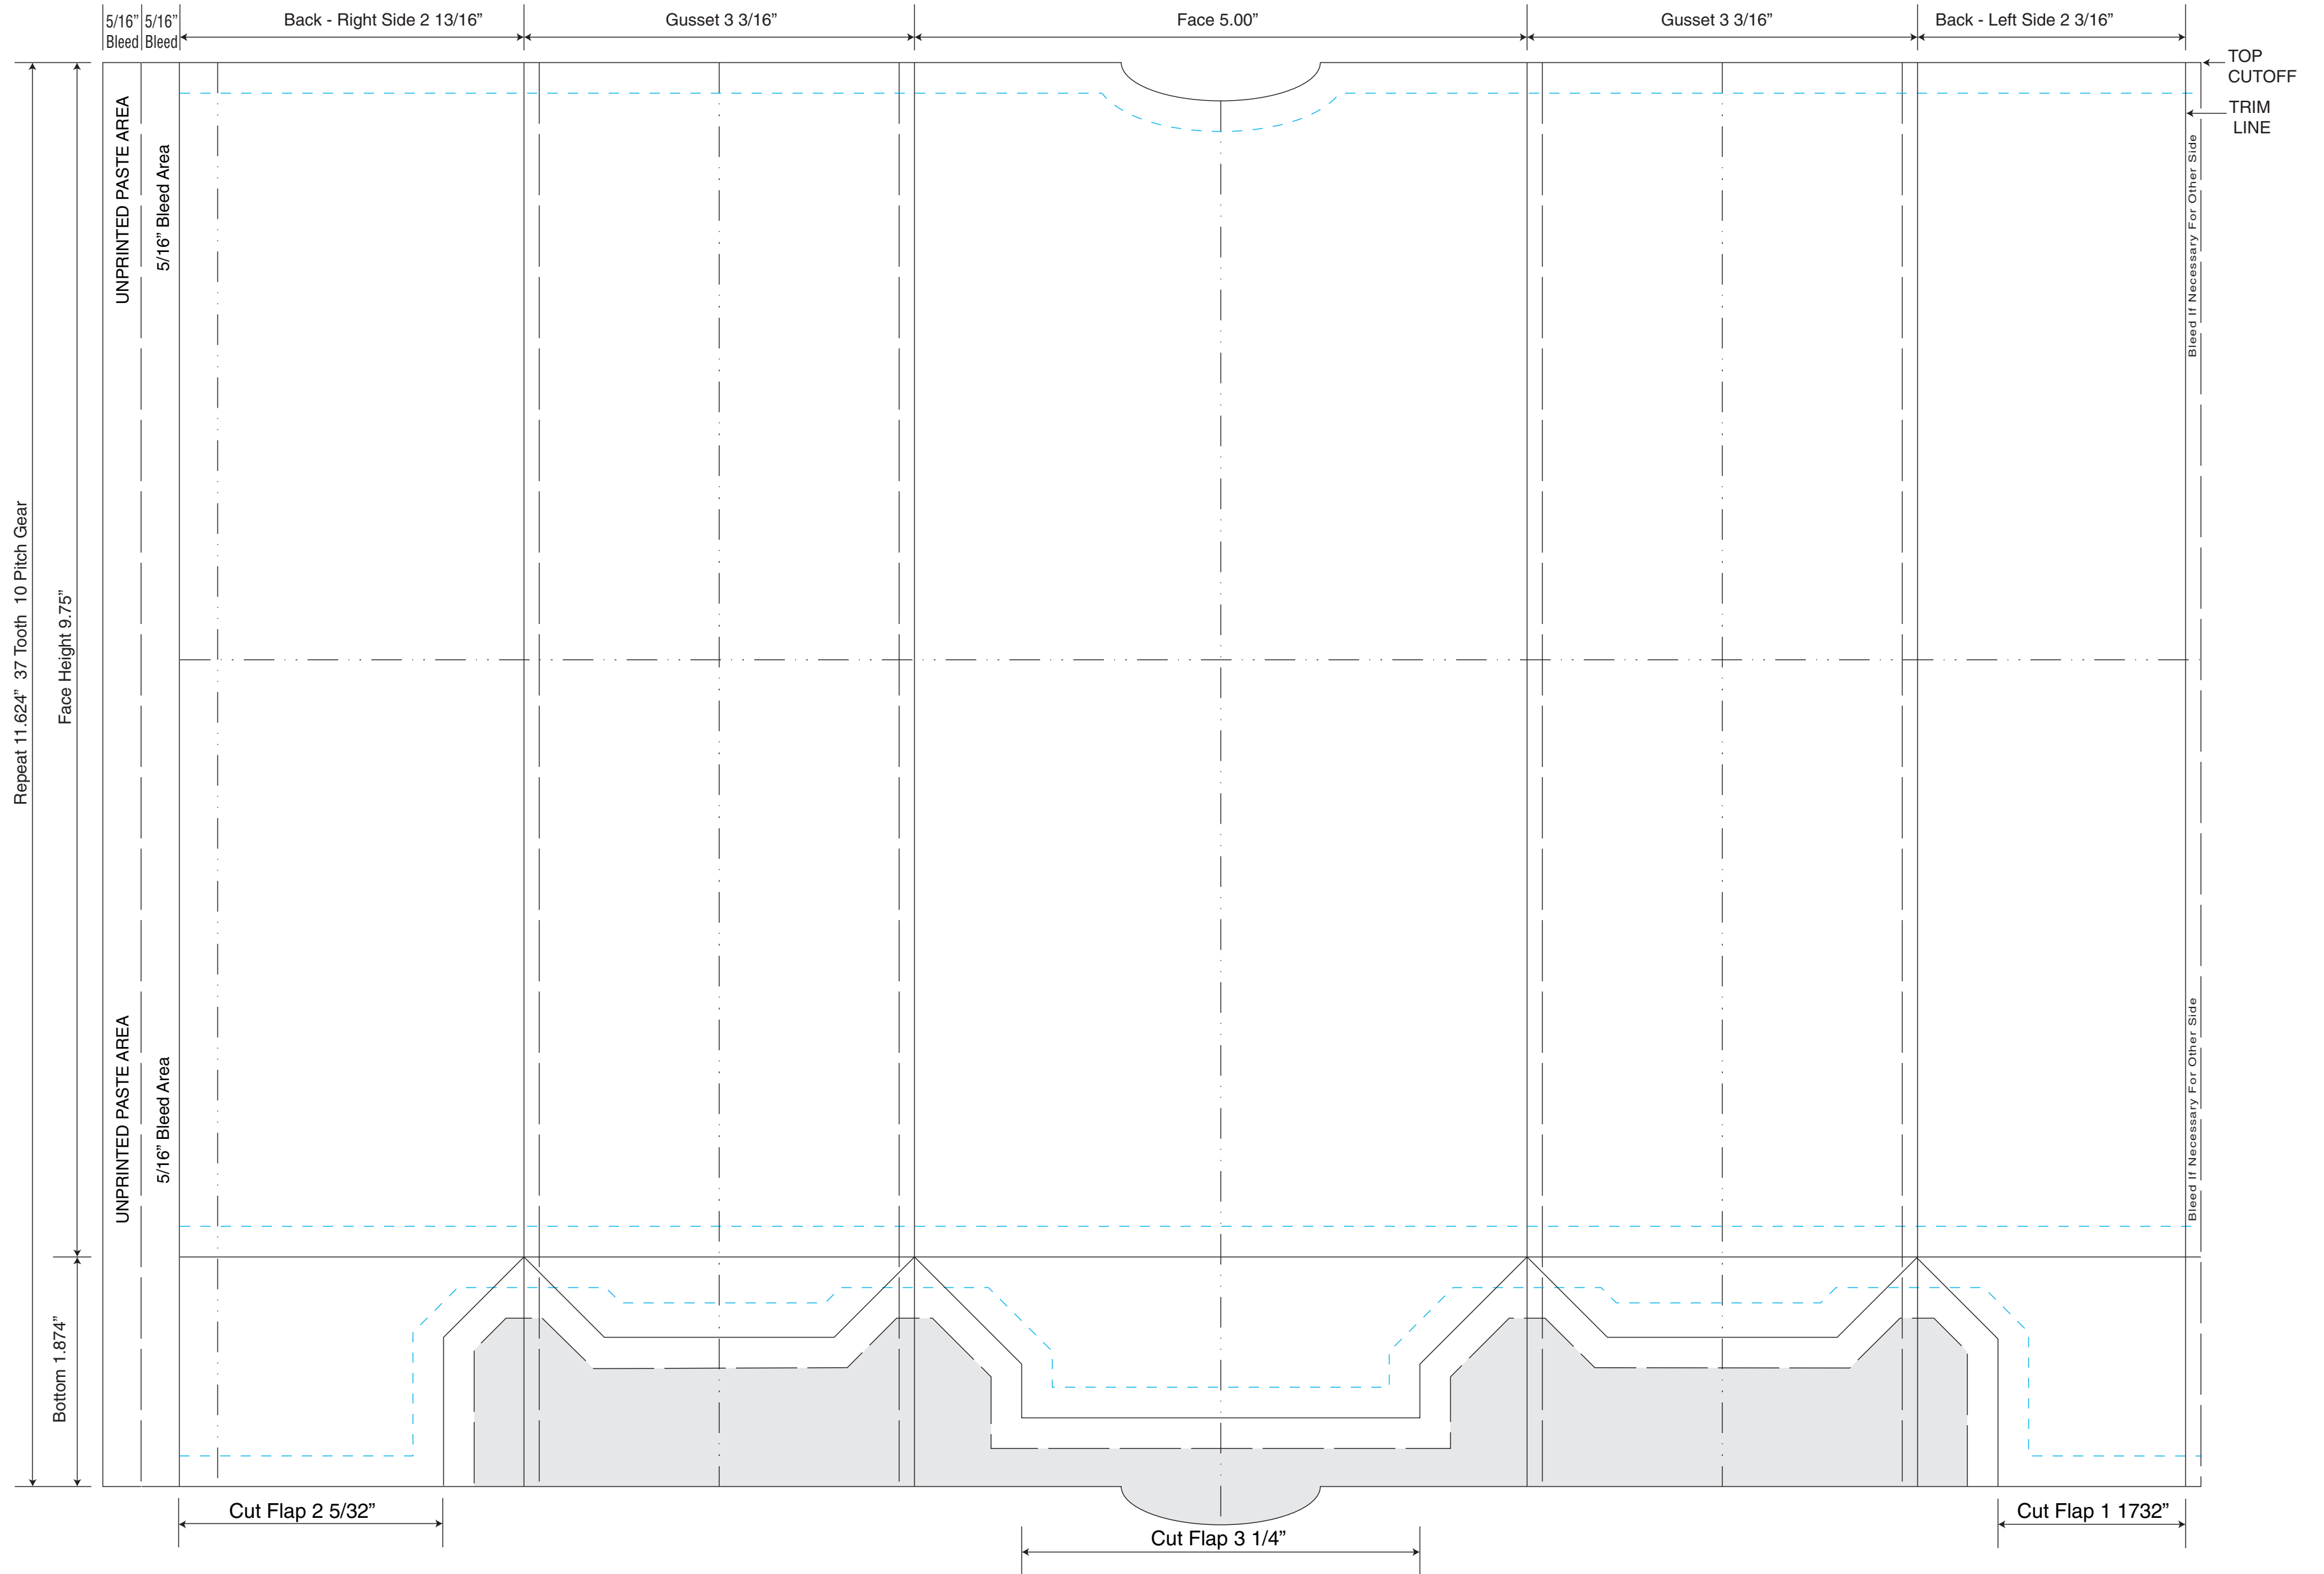 5/16” 5/16”
Bleed Bleed
Back - Right Side 2 13/16”
Gusset 3 3/16”
Face 5.00”
Gusset 3 3/16”
Back - Left Side 2 3/16”
TOP
CUTOFF
TRIM
LINE
UNPRINTED PASTE AREA
5/16” Bleed Area
Bleed If Necessary For Other Side
Repeat 11.624” 37 Tooth 10 Pitch Gear
Face Height 9.75”
UNPRINTED PASTE AREA
5/16” Bleed Area
Bleed If Necessary For Other Side
Bottom 1.874”
Cut Flap 2 5/32”
Cut Flap 3 1/4”
Cut Flap 1 1732”